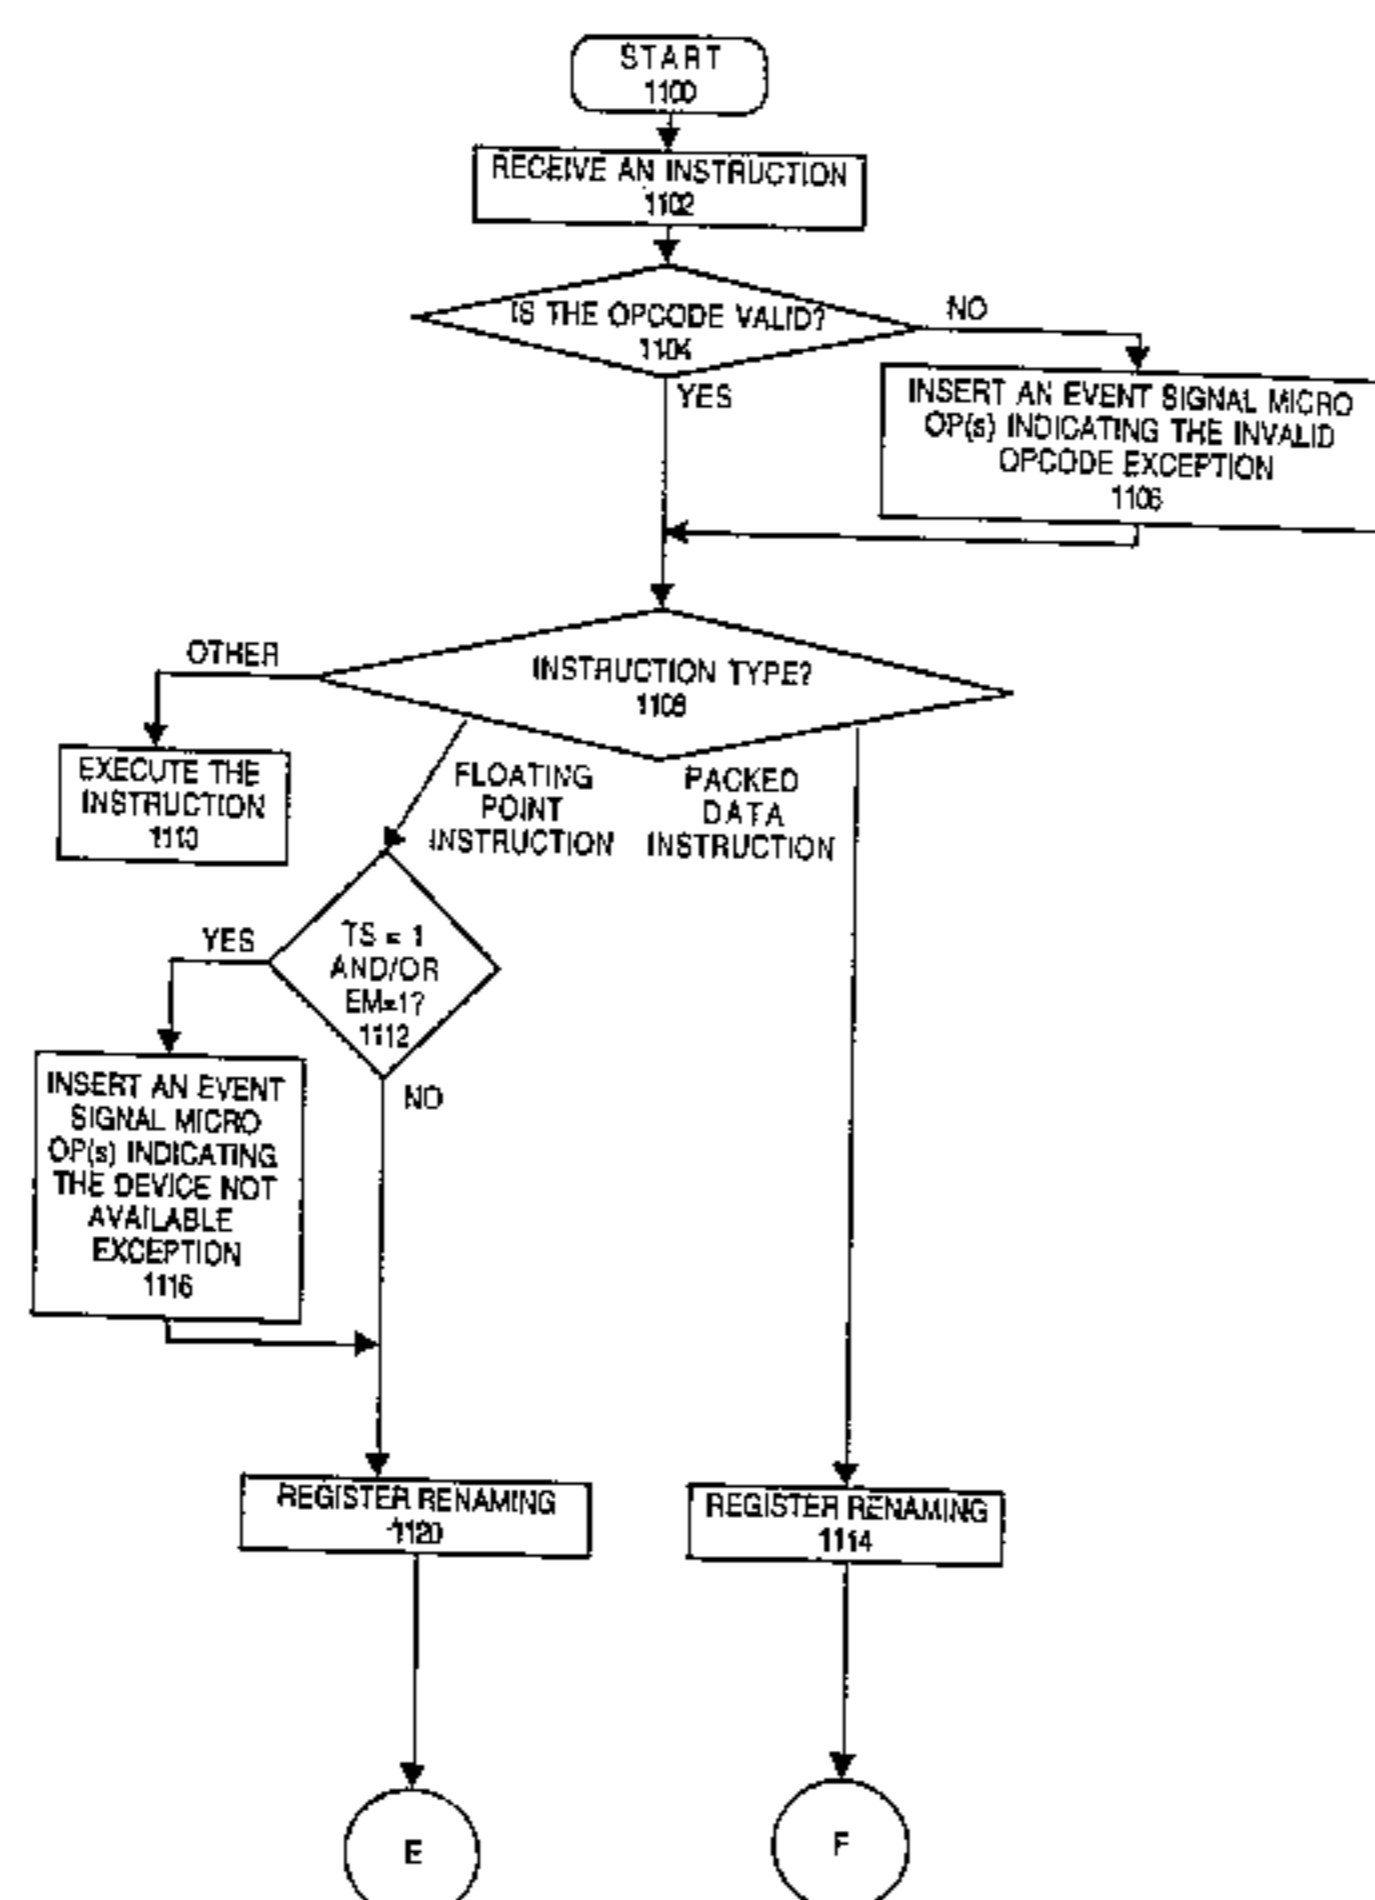 START
1100
RECEIVE AN INSTRUCTION
1102
IS THE OPCODE VALID?
1104
NO
YES
INSERT AN EVENT SIGNAL MICRO
OP(s) INDICATING THE INVALID
OPCODE EXCEPTION
1106
OTHER
INSTRUCTION TYPE?
1108
EXECUTE THE
INSTRUCTION
1110
FLOATING
POINT
INSTRUCTION
PACKED
DATA
INSTRUCTION
YES
TS = 1
AND/OR
EM=1?
1112
NO
INSERT AN EVENT
SIGNAL MICRO
OP(s) INDICATING
THE DEVICE NOT
AVAILABLE
EXCEPTION
1116
REGISTER RENAMING
1120
REGISTER RENAMING
1114
E
F